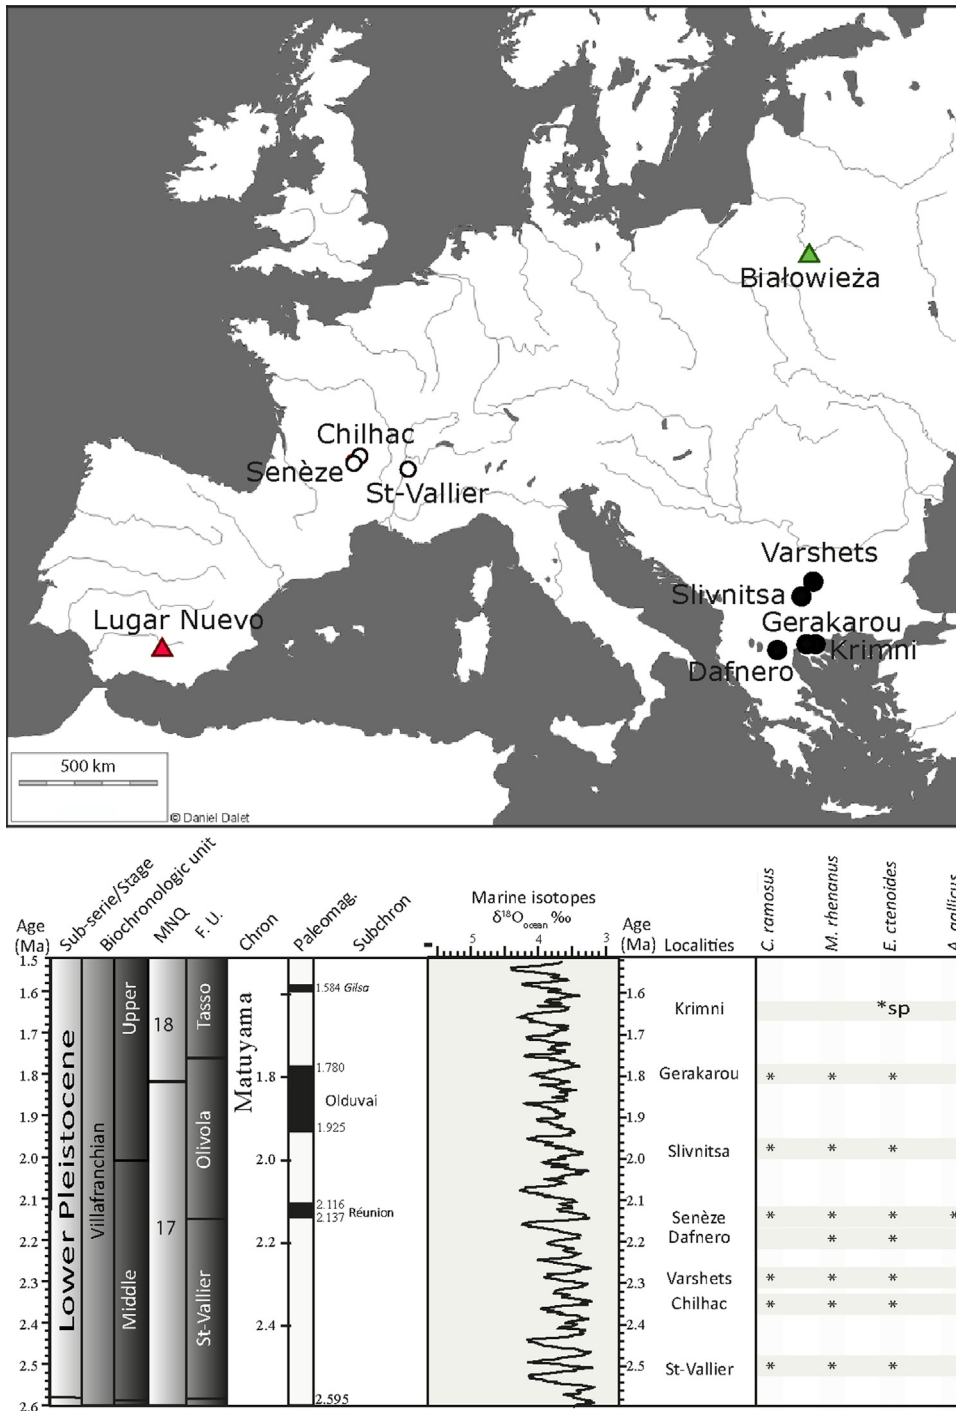 Białowieża
Chilhac
Senèze
St-Vallier
Varshets
Slivnitsa
Gerakarou
Lugar Nuevo
Krimni
Dafnero
500 km
© Daniel Dalet
Age
(Ma)
Sub-serie/Stage
Biochronologic unit
MNQ
F. U.
Chron
Paleomag.
Subchron
Marine isotopes
δ¹⁸O ocean ‰
5 4 3
Age
(Ma)
Localities
C. ramosus
M. rhenanus
E. ctenoides
A. gallicus
1.5
1.6
1.7
1.8
1.9
2.0
2.1
2.2
2.3
2.4
2.5
2.6
Lower Pleistocene
Villafranchian
Upper
Middle
18
17
Tasso
Olivola
St-Vallier
Matuyama
1.8
2.0
2.2
2.4
1.584 Gilsa
1.780
Olduvai
1.925
2.116
2.137 Réunion
2.595
1.6
1.7
1.8
1.9
2.0
2.1
2.2
2.3
2.4
2.5
Krimni *sp
Gerakarou * * *
Slivnitsa * * *
Senèze * * * *
Dafnero * *
Varshets * * *
Chilhac * * *
St-Vallier * * *